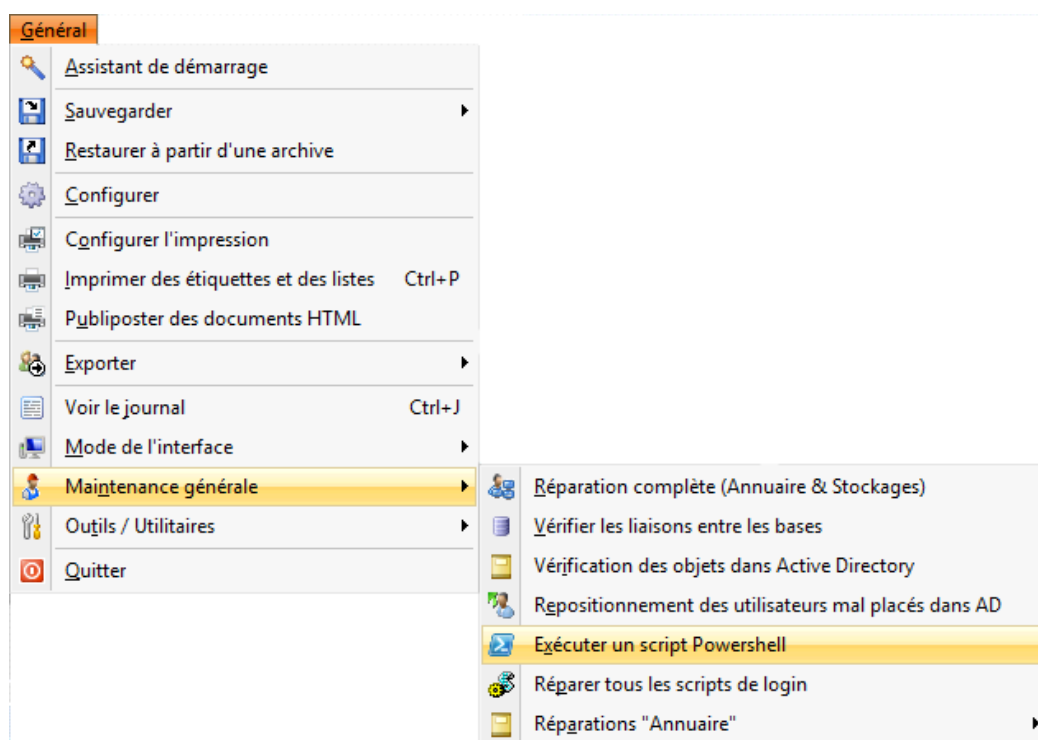 Général
Assistant de démarrage
Sauvegarder
Restaurer à partir d'une archive
Configurer
Configurer l'impression
Imprimer des étiquettes et des listes Ctrl+P
Publiposter des documents HTML
Exporter
Voir le journal Ctrl+J
Mode de l'interface
Maintenance générale
Outils / Utilitaires
Quitter
Réparation complète (Annuaire & Stockages)
Vérifier les liaisons entre les bases
Vérification des objets dans Active Directory
Repositionnement des utilisateurs mal placés dans AD
Exécuter un script Powershell
Réparer tous les scripts de login
Réparations "Annuaire"